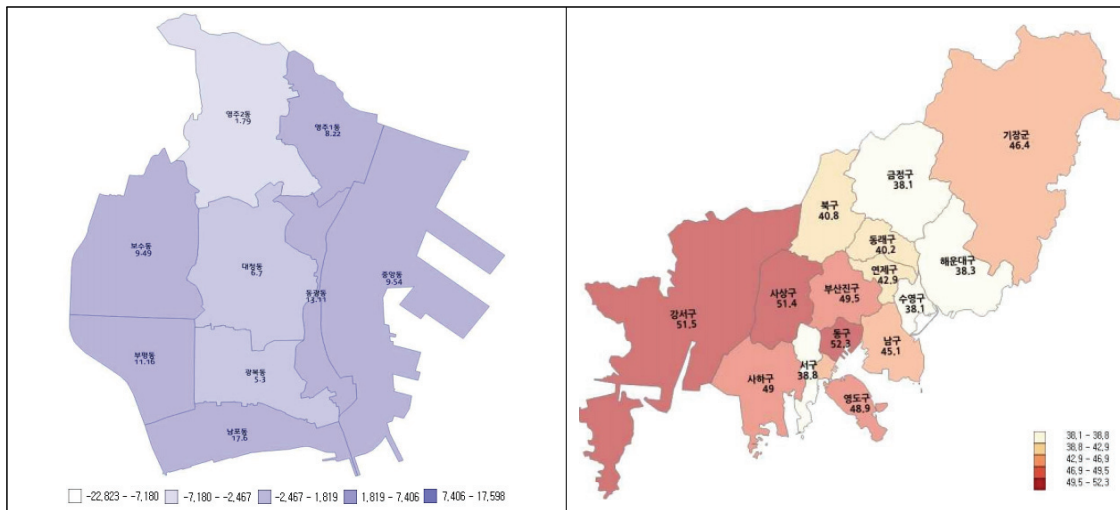 영주2동
1.79
영주1동
8.22
보수동
9.49
대청동
6.7
동광동
13.11
중앙동
9.54
부평동
11.16
광복동
5.3
남포동
17.6
-22,823 - -7,180
-7,180 - -2,467
-2,467 - 1,819
1,819 - 7,406
7,406 - 17,598
기장군
46.4
금정구
38.1
북구
40.8
동래구
40.2
해운대구
38.3
연제구
42.9
수영구
38.1
부산진구
49.5
사상구
51.4
강서구
51.5
동구
52.3
남구
45.1
서구
38.8
사하구
49
영도구
48.9
38,1 - 38,8
38,8 - 42,9
42,9 - 46,9
46,9 - 49,5
49,5 - 52,3